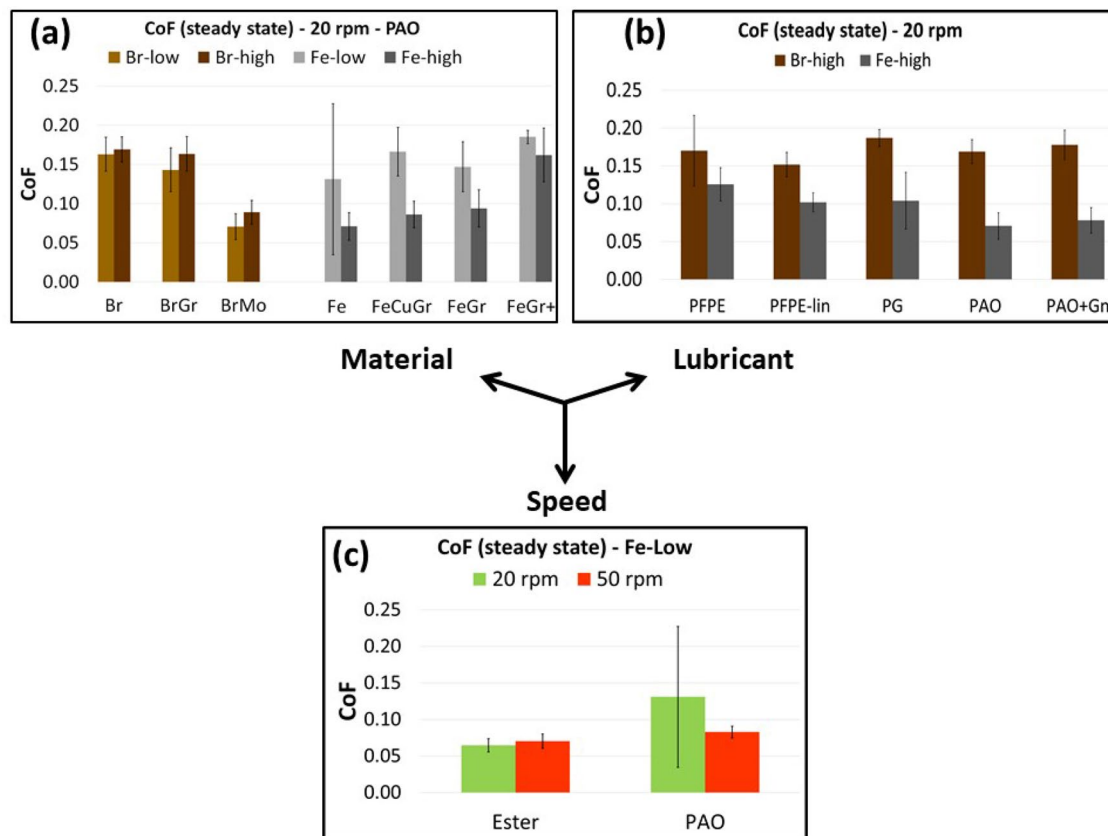 (a)
CoF (steady state) - 20 rpm - PAO
Br-low Br-high Fe-low Fe-high
0.25
0.20
0.15
0.10
0.05
0.00
CoF
Br BrGr BrMo Fe FeCuGr FeGr FeGr+
(b)
CoF (steady state) - 20 rpm
Br-high Fe-high
0.25
0.20
0.15
0.10
0.05
0.00
CoF
PFPE PFPE-lin PG PAO PAO+Gn
Material
Lubricant
Speed
(c)
CoF (steady state) - Fe-Low
20 rpm 50 rpm
0.25
0.20
0.15
0.10
0.05
0.00
CoF
Ester PAO